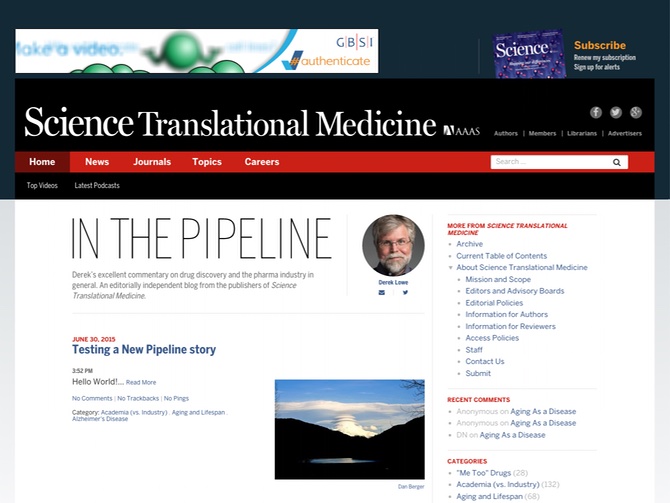 Make a video.
GBSI
#authenticate
Science
Subscribe
Renew my subscription
Sign up for alerts
Science Translational Medicine AAAS
Authors | Members | Librarians | Advertisers
Home News Journals Topics Careers
Search...
Top Videos Latest Podcasts
IN THE PIPELINE
Derek's excellent commentary on drug discovery and the pharma industry in
general. An editorially independent blog from the publishers of Science
Translational Medicine.
Derek Lowe
JUNE 30, 2015
Testing a New Pipeline story
3:52 PM
Hello World!... Read More
No Comments | No Trackbacks | No Pings
Category: Academia (vs. Industry) Aging and Lifespan
Alzheimer's Disease
Dan Berger
MORE FROM SCIENCE TRANSLATIONAL
MEDICINE
Archive
Current Table of Contents
About Science Translational Medicine
Mission and Scope
Editors and Advisory Boards
Editorial Policies
Information for Authors
Information for Reviewers
Access Policies
Staff
Contact Us
Submit
RECENT COMMENTS
Anonymous on Aging As a Disease
Anonymous on Aging As a Disease
DN on Aging As a Disease
CATEGORIES
"Me Too" Drugs (28)
Academia (vs. Industry) (132)
Aging and Lifespan (68)